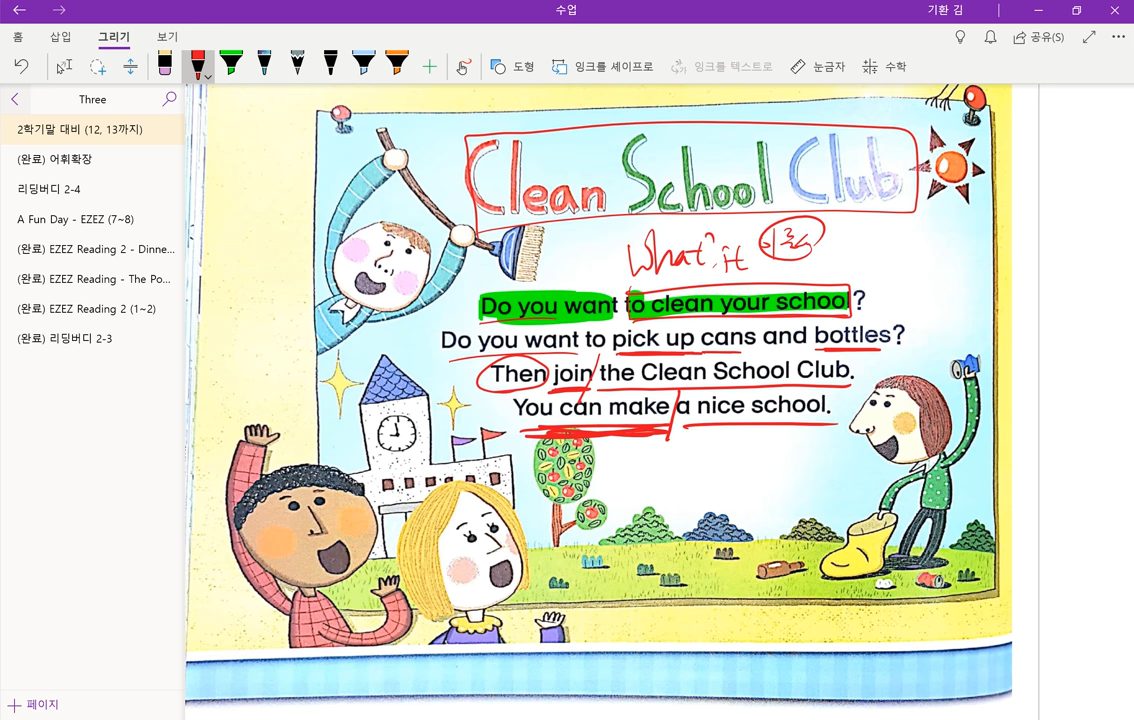 수업
기환 김
홈 삽입 그리기 보기
공유(S)
도형 잉크를 셰이프로 잉크를 텍스트로 눈금자 수학
Three
2학기말 대비 (12, 13까지)
(완료) 어휘확장
리딩버디 2-4
A Fun Day - EZEZ (7~8)
(완료) EZEZ Reading 2 - Dinne...
(완료) EZEZ Reading - The Po...
(완료) EZEZ Reading 2 (1~2)
(완료) 리딩버디 2-3
페이지
Clean School Club
What it
Do you want to clean your school?
Do you want to pick up cans and bottles?
Then join the Clean School Club.
You can make a nice school.